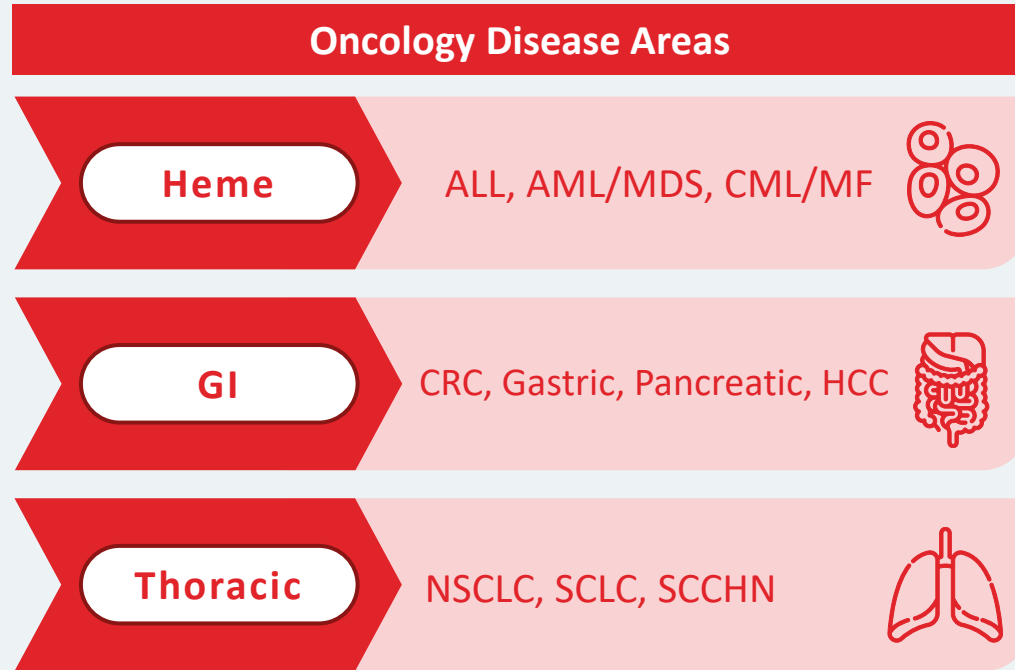 Oncology Disease Areas
Heme
ALL, AML/MDS, CML/MF
GI
CRC, Gastric, Pancreatic, HCC
Thoracic
NSCLC, SCLC, SCCHN